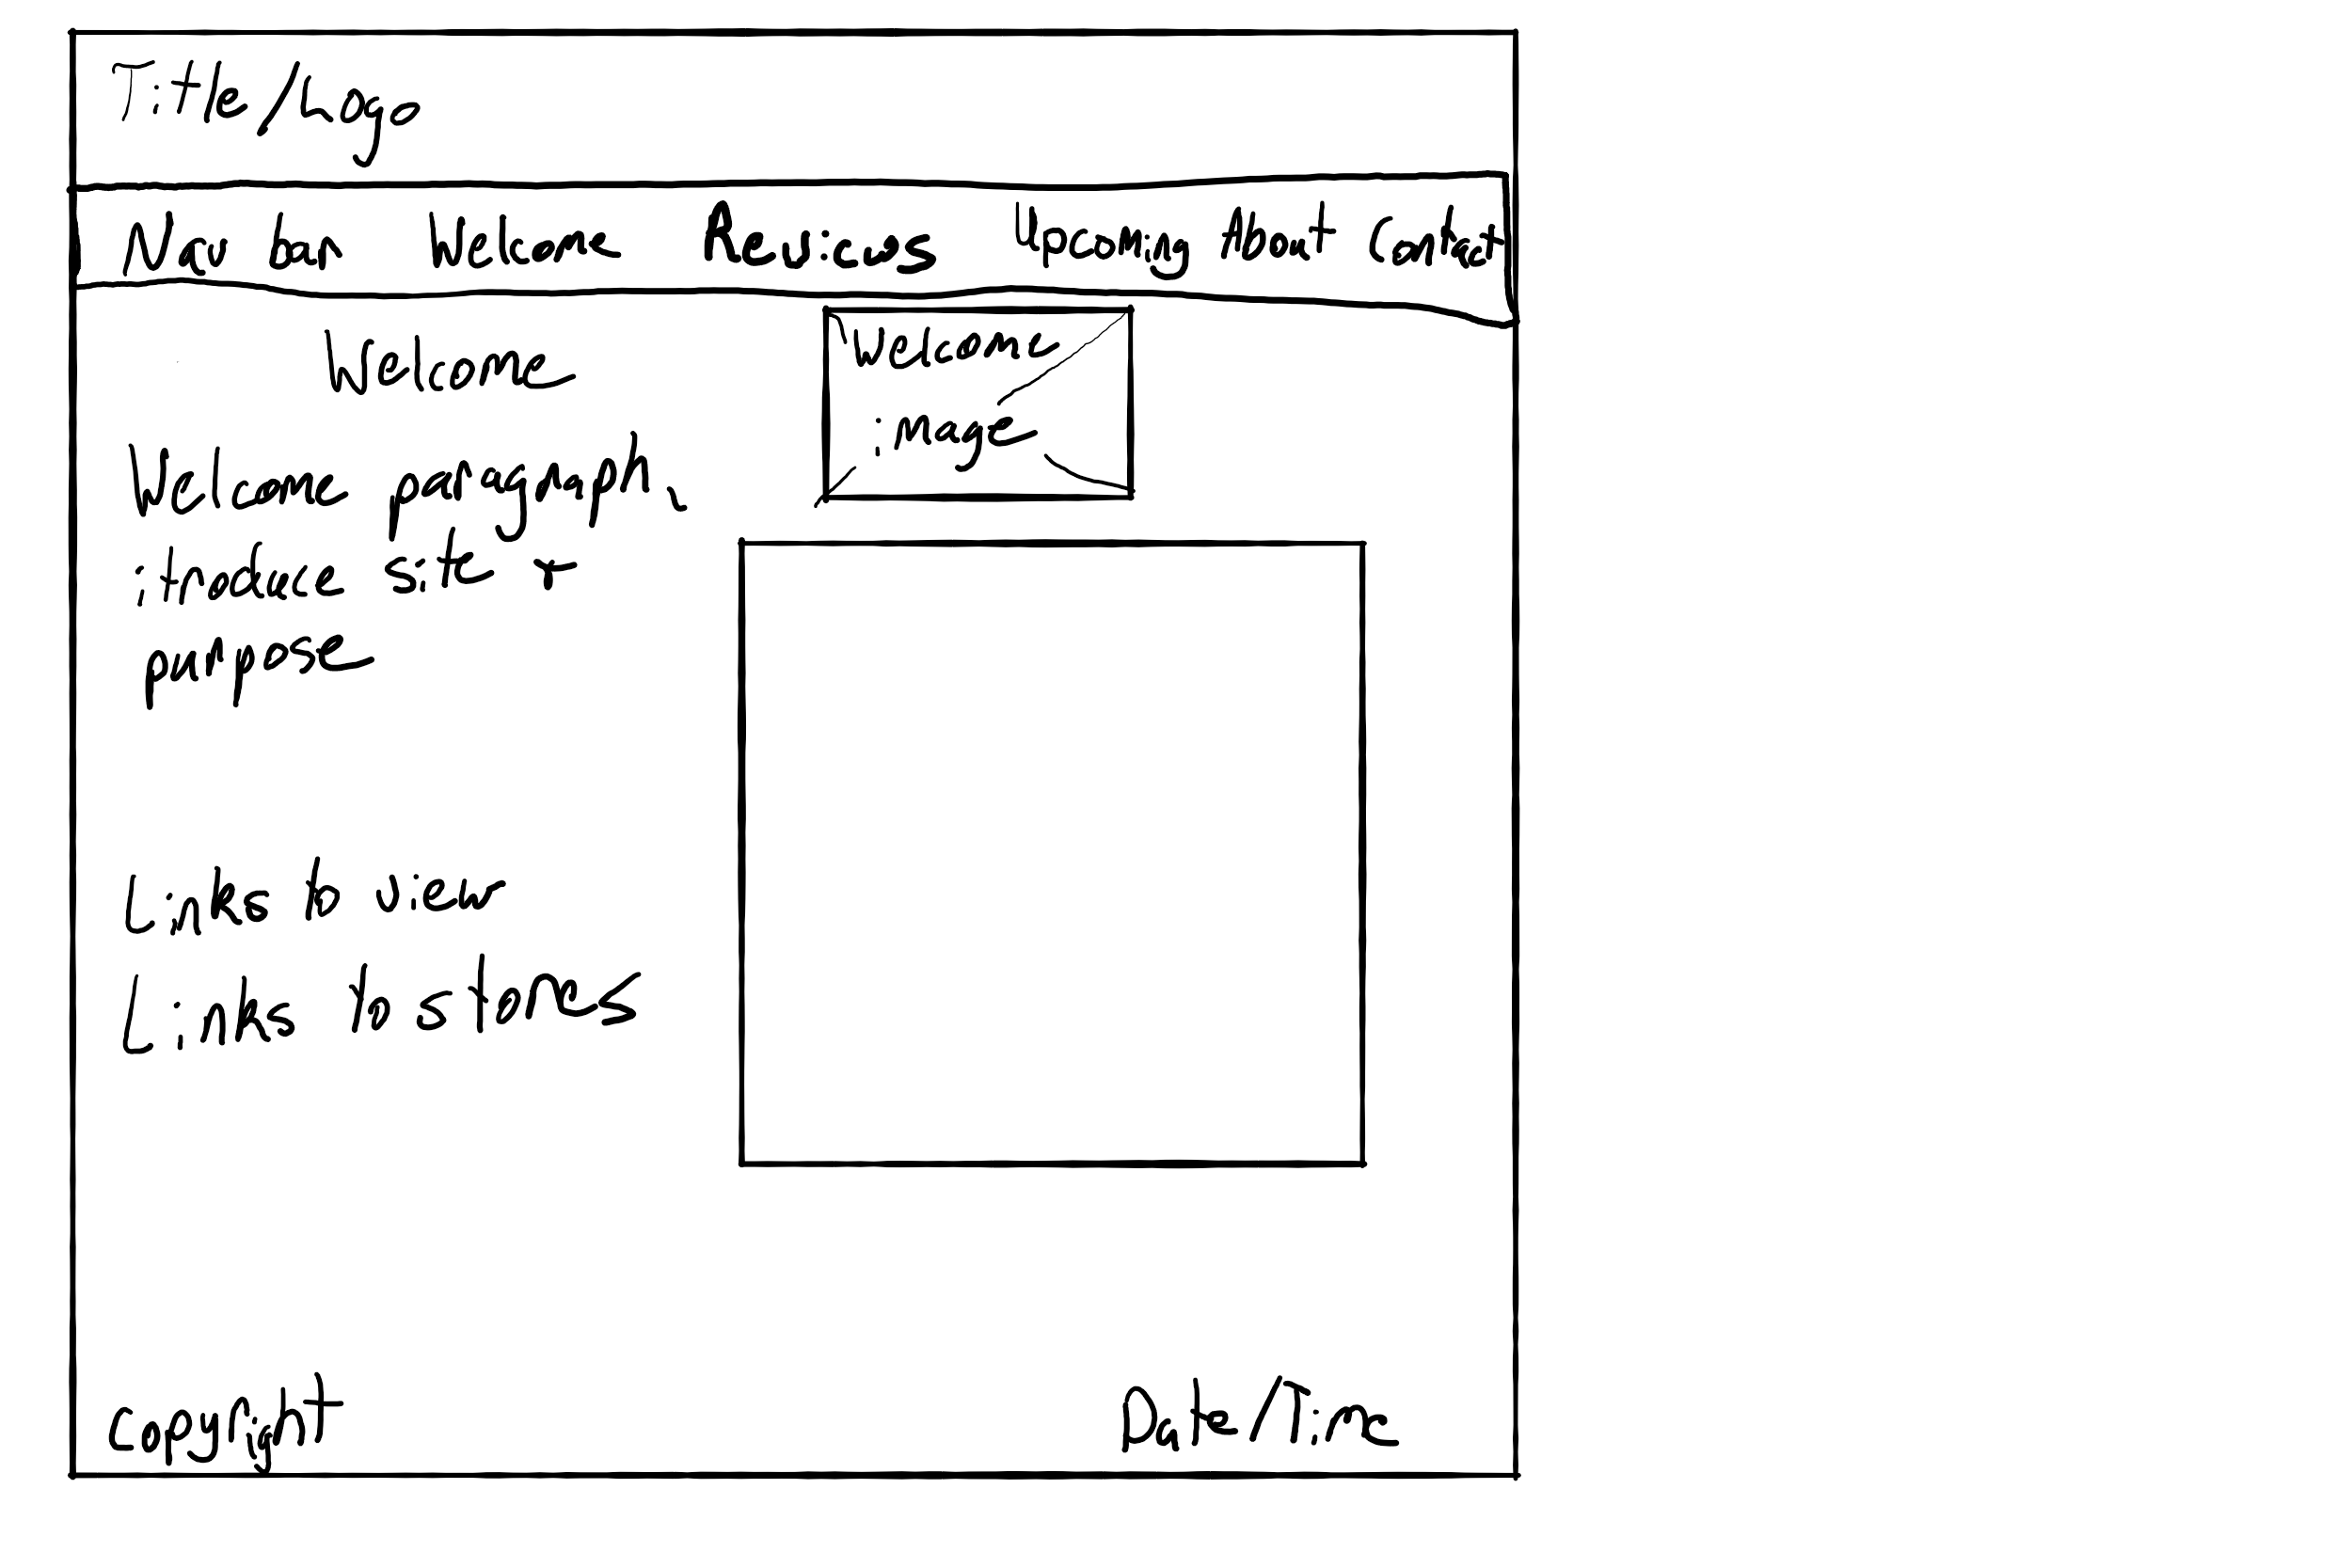 Title/Logo
Nav bar Welcome Reviews Upcoming About Contact
Welcome
Welcome paragraph.
itroduce site +
purpose
Welcome
image
Links to view
Links to stores
Copyright
Date/Time